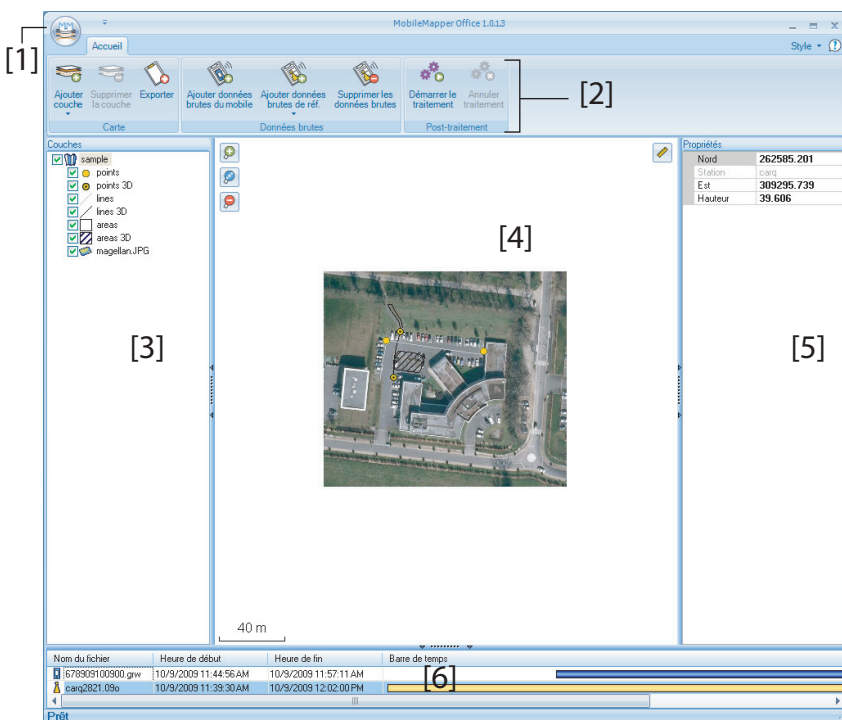 MobileMapper Office 1.0.1.3
[1]
MM
Accueil
Style
Ajouter couche
Supprimer la couche
Exporter
Ajouter données brutes du mobile
Ajouter données brutes de réf.
Supprimer les données brutes
Démarrer le traitement
Annuler traitement
[2]
Carte
Données brutes
Post-traitement
Couches
sample
points
points 3D
lines
lines 3D
areas
areas 3D
magellan.JPG
[3]
[4]
40 m
Propriétés
Nord 262585.201
Station carq
Est 309295.739
Hauteur 39.606
[5]
Nom du fichier Heure de début Heure de fin Barre de temps
678909100900.grw 10/9/2009 11:44:56 AM 10/9/2009 11:57:11 AM
carq2821.09o 10/9/2009 11:39:30 AM 10/9/2009 12:02:00 PM
[6]
Prêt